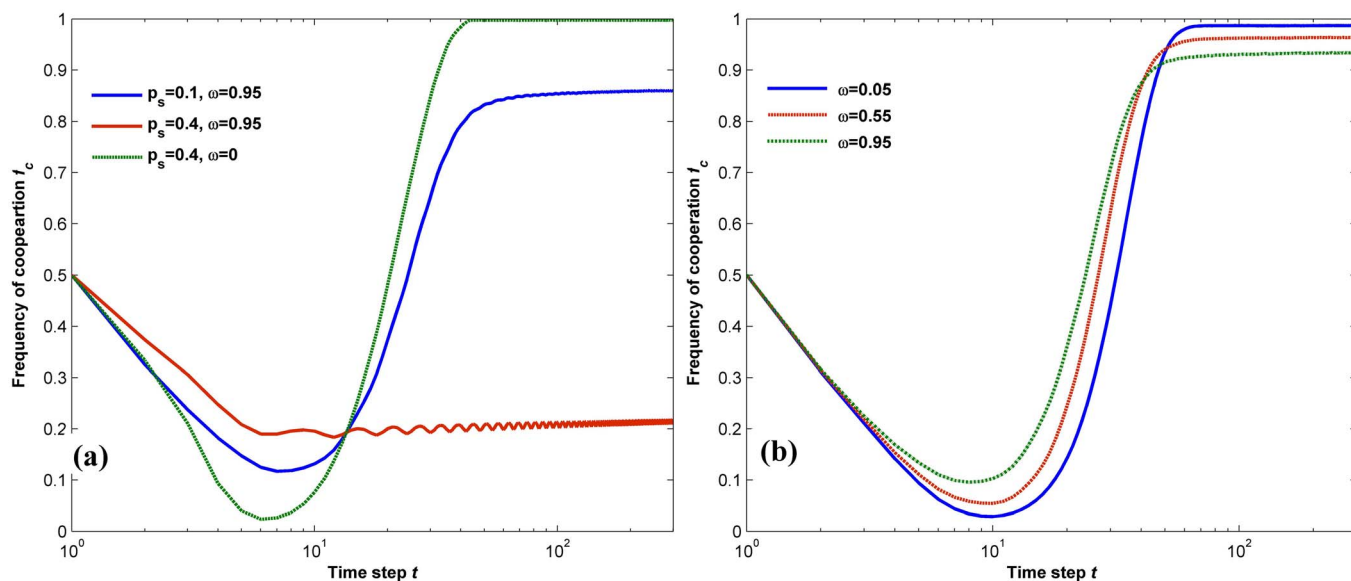 1
0.9
0.8
0.7
0.6
0.5
0.4
0.3
0.2
0.1
0
Frequency of coopeartion f_c
p_s=0.1, ω=0.95
p_s=0.4, ω=0.95
p_s=0.4, ω=0
(a)
10^0
10^1
10^2
Time step t
1
0.9
0.8
0.7
0.6
0.5
0.4
0.3
0.2
0.1
0
Frequency of cooperation f_c
ω=0.05
ω=0.55
ω=0.95
(b)
10^0
10^1
10^2
Time step t